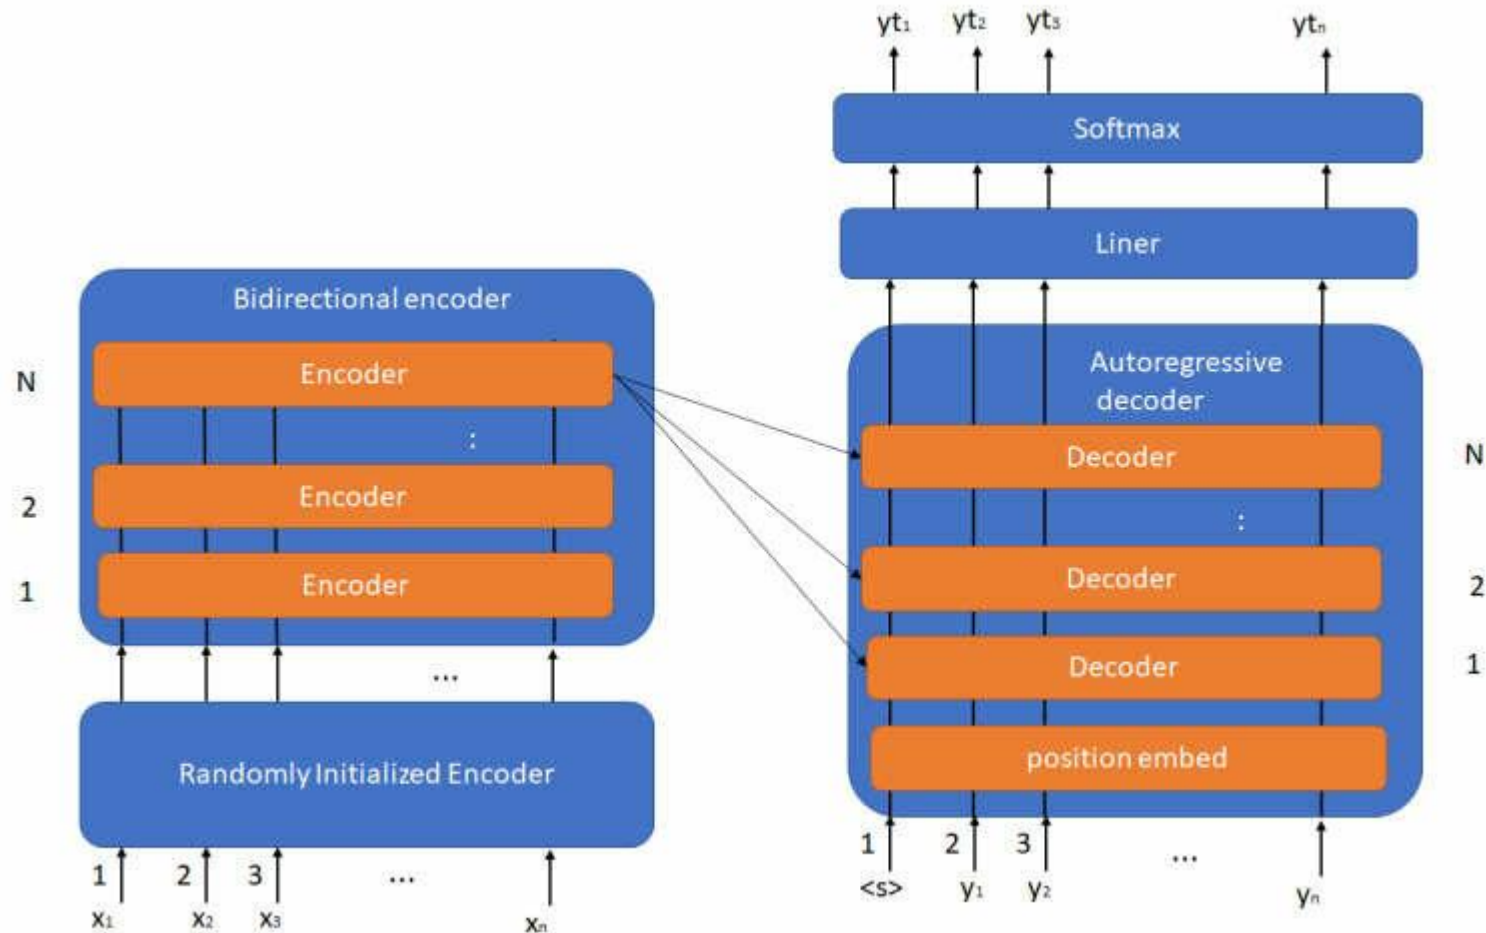 yt₁ yt₂ yt₃ ytₙ
Softmax
Liner
Bidirectional encoder
N Encoder
:
2 Encoder
1 Encoder
...
Randomly Initialized Encoder
1 2 3 ...
x₁ x₂ x₃ xₙ
Autoregressive
decoder
Decoder N
:
Decoder 2
Decoder 1
position embed
1 2 3 ...
<s> y₁ y₂ yₙ